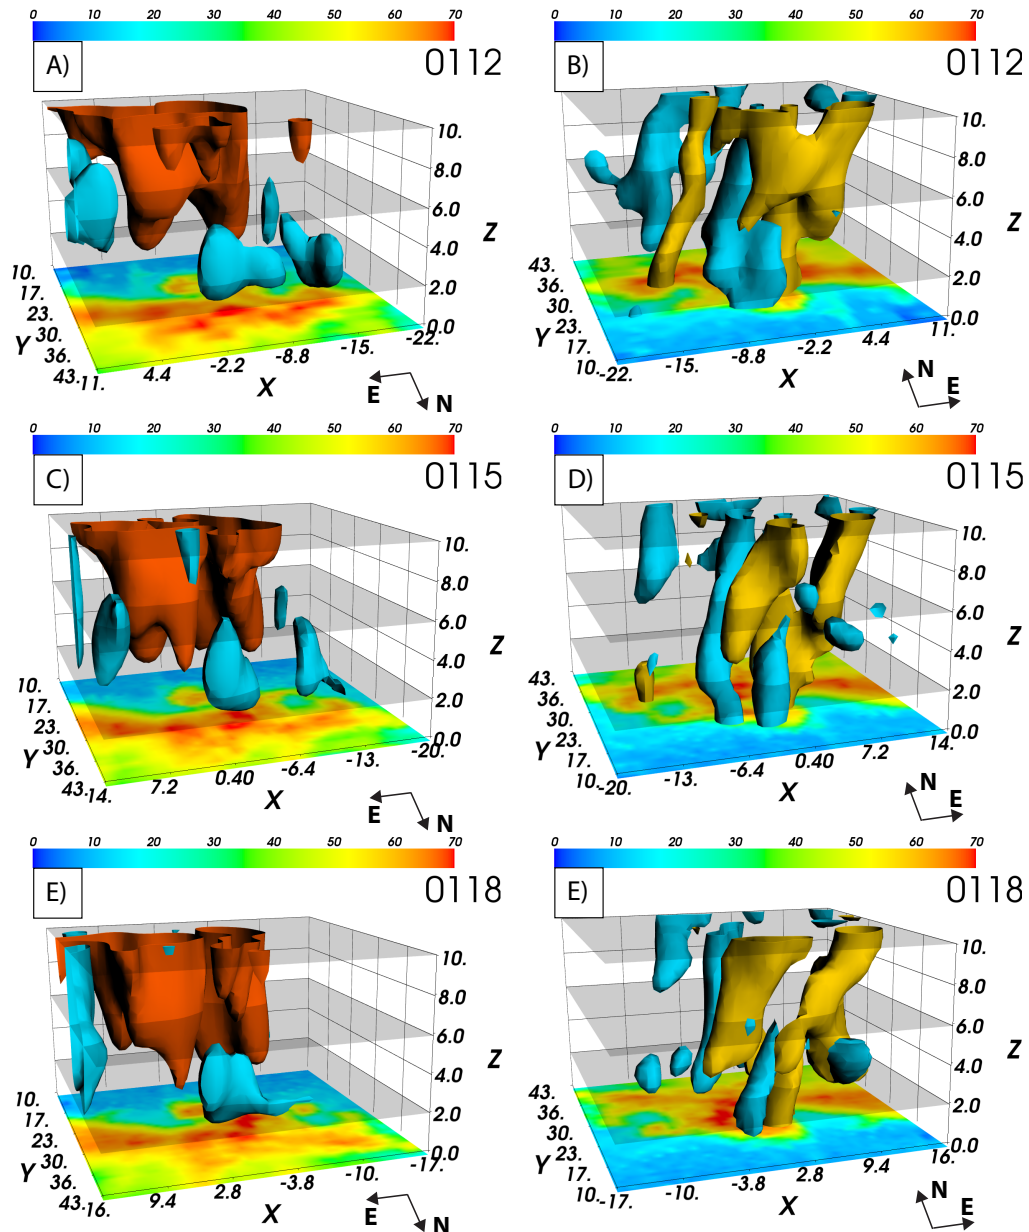 0 10 20 30 40 50 60 70
A) 0112
10.
8.0
6.0
Z
4.0
2.0
0.0
10.
17.
23.
Y 30.
36.
43. 11. 4.4 -2.2 -8.8 -15. -22.
X
E N
0 10 20 30 40 50 60 70
B) 0112
10.
8.0
6.0
Z
4.0
2.0
0.0
43.
36.
30.
Y 23.
17.
10. -22. -15. -8.8 -2.2 4.4 11.
X
N E
0 10 20 30 40 50 60 70
C) 0115
10.
8.0
6.0
Z
4.0
2.0
0.0
10.
17.
23.
Y 30.
36.
43. 14. 7.2 0.40 -6.4 -13. -20.
X
E N
0 10 20 30 40 50 60 70
D) 0115
10.
8.0
6.0
Z
4.0
2.0
0.0
43.
36.
30.
Y 23.
17.
10. -20. -13. -6.4 0.40 7.2 14.
X
N E
0 10 20 30 40 50 60 70
E) 0118
10.
8.0
6.0
Z
4.0
2.0
0.0
10.
17.
23.
Y 30.
36.
43. 16. 9.4 2.8 -3.8 -10. -17.
X
E N
0 10 20 30 40 50 60 70
E) 0118
10.
8.0
6.0
Z
4.0
2.0
0.0
43.
36.
30.
Y 23.
17.
10. -17. -10. -3.8 2.8 9.4 16.
X
N E